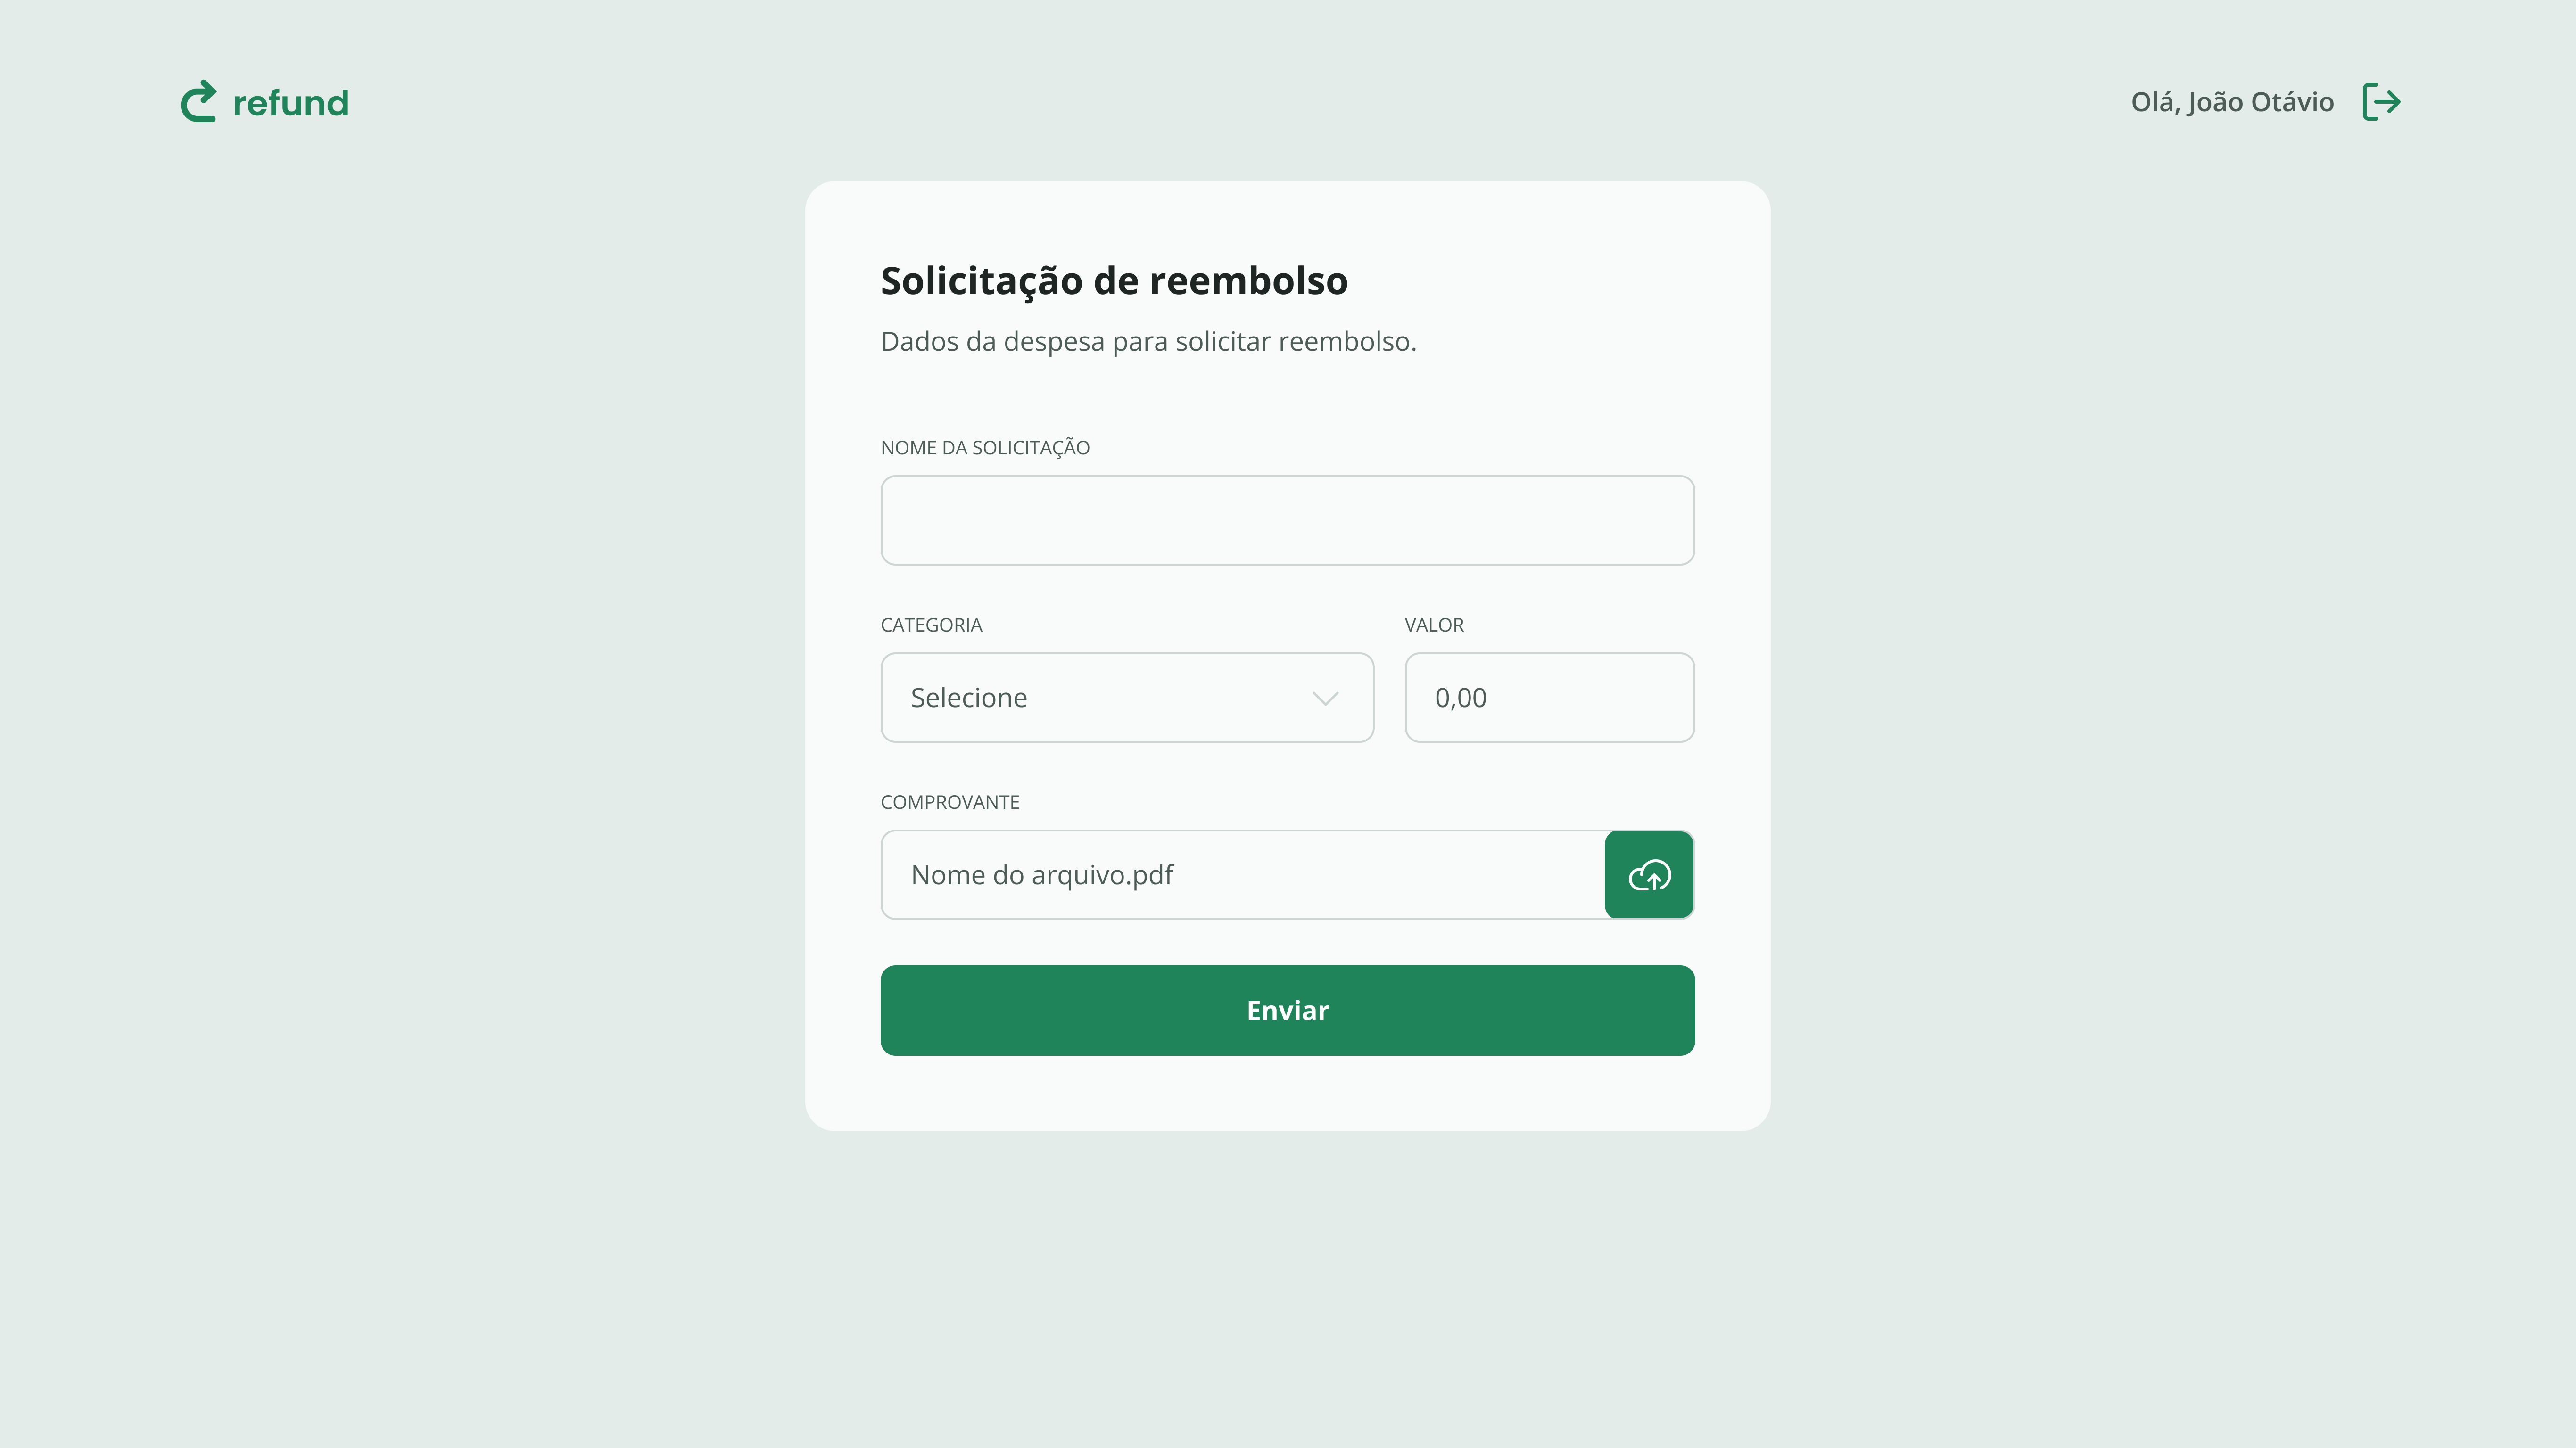 refund
Olá, João Otávio
Solicitação de reembolso
Dados da despesa para solicitar reembolso.
NOME DA SOLICITAÇÃO
CATEGORIA
VALOR
Selecione
0,00
COMPROVANTE
Nome do arquivo.pdf
Enviar